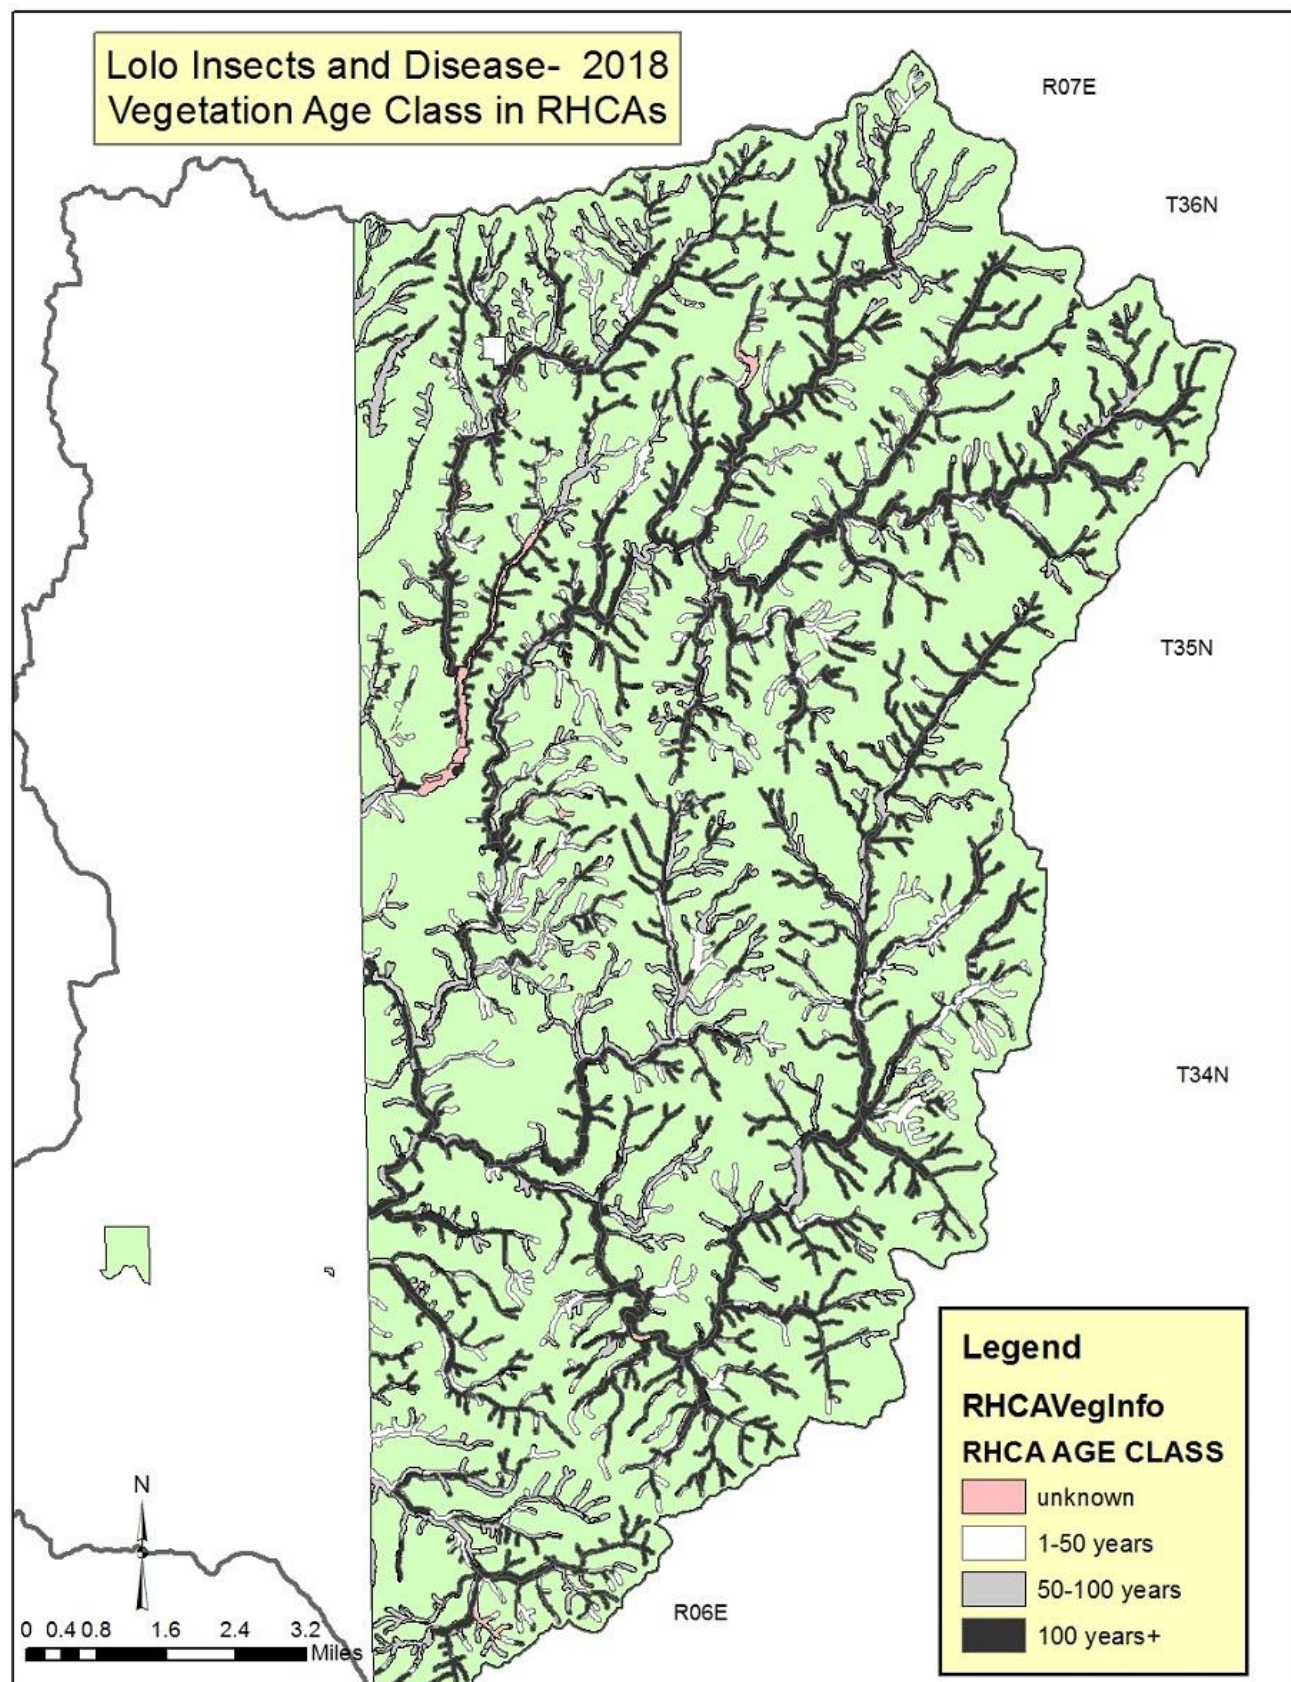 Lolo Insects and Disease-  2018
Vegetation Age Class in RHCAs
R07E
T36N
T35N
T34N
R06E
Legend
RHCAVegInfo
RHCA AGE CLASS
unknown
1-50 years
50-100 years
100 years+
N
0 0.4 0.8 1.6 2.4 3.2
Miles